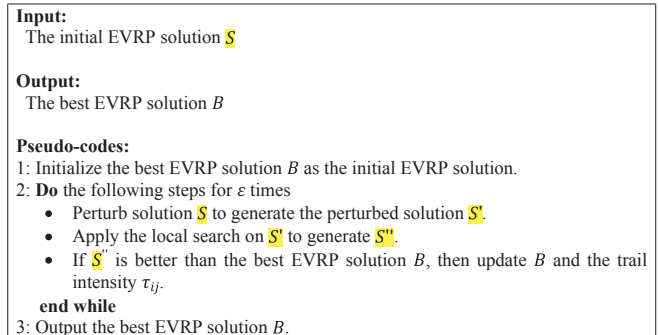 Input:
The initial EVRP solution S
Output:
The best EVRP solution B
Pseudo-codes:
1: Initialize the best EVRP solution B as the initial EVRP solution.
2: Do the following steps for ε times
• Perturb solution S to generate the perturbed solution S'.
• Apply the local search on S' to generate S''.
• If S'' is better than the best EVRP solution B, then update B and the trail
intensity τij.
end while
3: Output the best EVRP solution B.